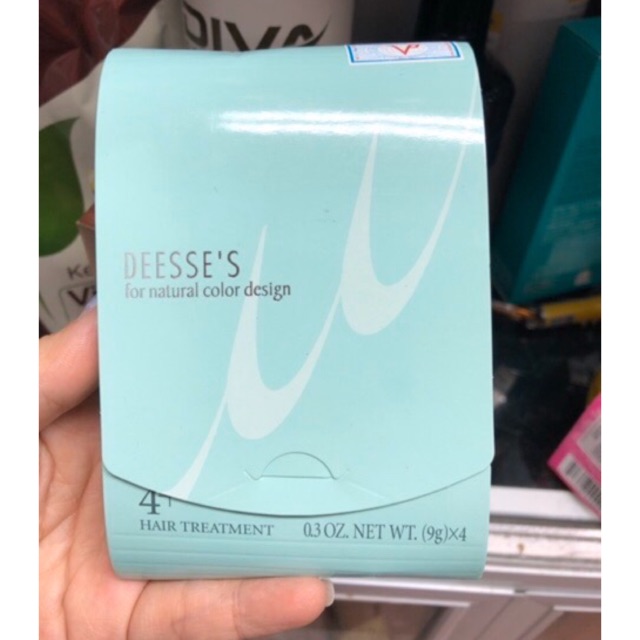 DEESSE'S
for natural color design
4+
HAIR TREATMENT
0.3 OZ. NET WT. (9g)×4